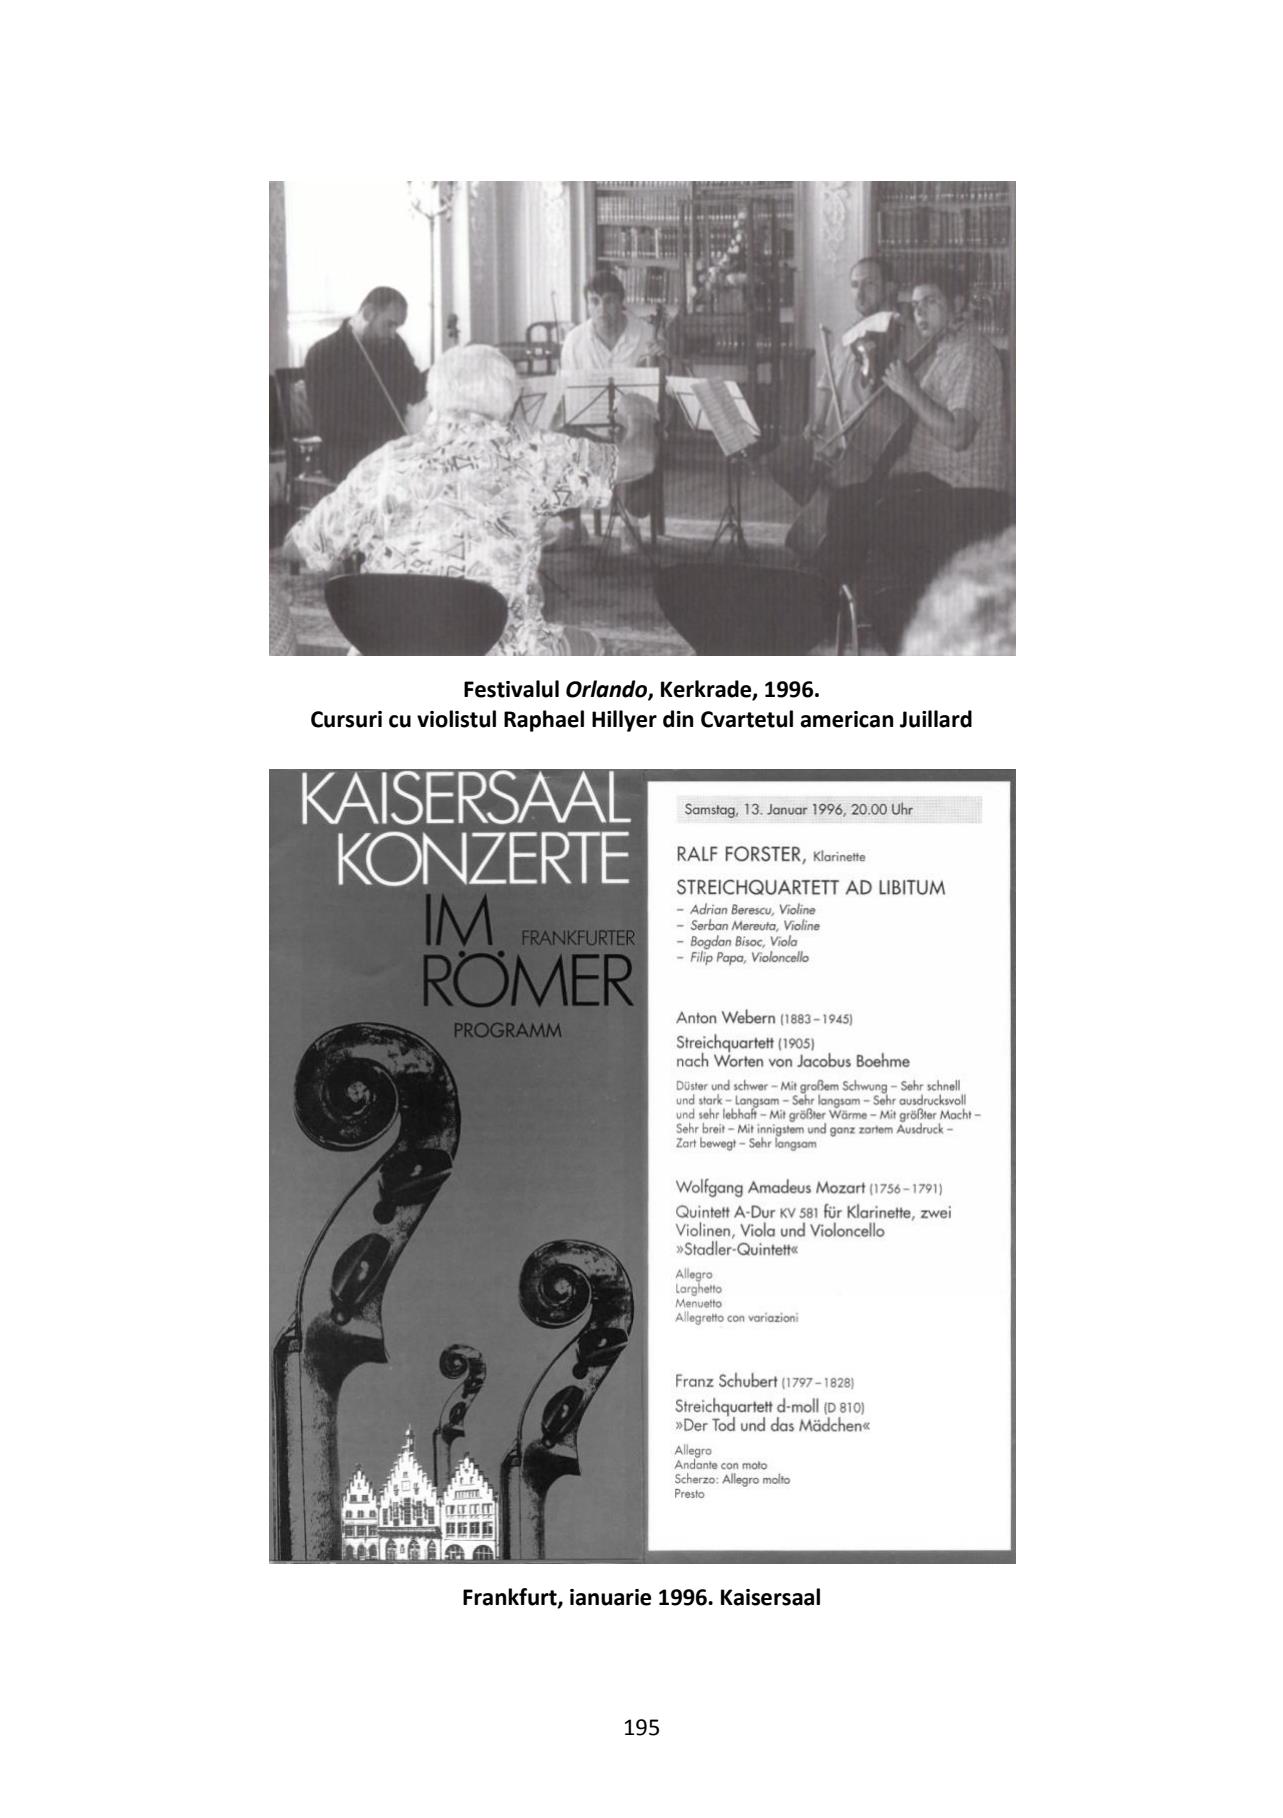 Festivalul Orlando, Kerkrade, 1996.
Cursuri cu violistul Raphael Hillyer din Cvartetul american Juillard
KAISERSAAL
KONZERTE
IM FRANKFURTER
RÖMER
PROGRAMM
Samstag, 13. Januar 1996, 20.00 Uhr
RALF FORSTER, Klarinette
STREICHQUARTETT AD LIBITUM
– Adrian Berescu, Violine
– Serban Mereuta, Violine
– Bogdan Bisoc, Viola
– Filip Papa, Violoncello
Anton Webern (1883–1945)
Streichquartett (1905)
nach Worten von Jacobus Boehme
Düster und schwer – Mit großem Schwung – Sehr schnell
und stark – Langsam – Sehr langsam – Sehr ausdrucksvoll
und sehr lebhaft – Mit größter Wärme – Mit größter Macht –
Sehr breit – Mit innigstem und ganz zartem Ausdruck –
Zart bewegt – Sehr langsam
Wolfgang Amadeus Mozart (1756–1791)
Quintett A-Dur KV 581 für Klarinette, zwei
Violinen, Viola und Violoncello
»Stadler-Quintett«
Allegro
Larghetto
Menuetto
Allegretto con variazioni
Franz Schubert (1797–1828)
Streichquartett d-moll (D 810)
»Der Tod und das Mädchen«
Allegro
Andante con moto
Scherzo: Allegro molto
Presto
Frankfurt, ianuarie 1996. Kaisersaal
195